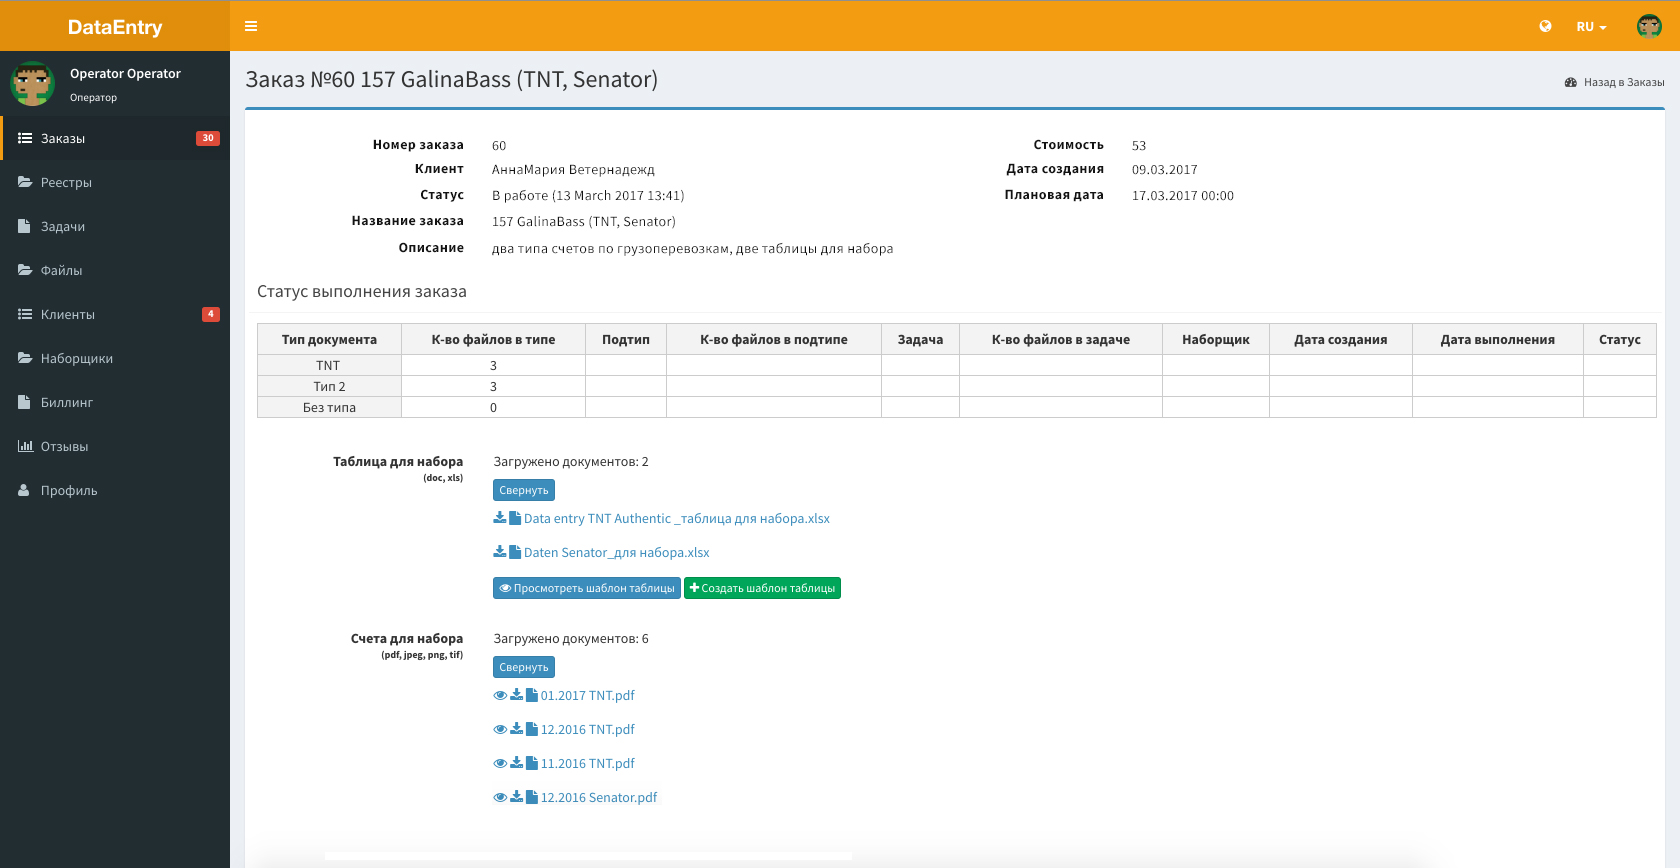 DataEntry
RU
Operator Operator
Оператор
Заказы 30
Реестры
Задачи
Файлы
Клиенты 4
Наборщики
Биллинг
Отзывы
Профиль
Заказ №60 157 GalinaBass (TNT, Senator)
Назад в Заказы
Номер заказа 60
Клиент АннаМария Ветернадежд
Статус В работе (13 March 2017 13:41)
Название заказа 157 GalinaBass (TNT, Senator)
Описание два типа счетов по грузоперевозкам, две таблицы для набора
Стоимость 53
Дата создания 09.03.2017
Плановая дата 17.03.2017 00:00
Статус выполнения заказа
Тип документа К-во файлов в типе Подтип К-во файлов в подтипе Задача К-во файлов в задаче Наборщик Дата создания Дата выполнения Статус
TNT 3
Тип 2 3
Без типа 0
Таблица для набора Загружено документов: 2
(doc, xls)
Свернуть
Data entry TNT Authentic _таблица для набора.xlsx
Daten Senator_для набора.xlsx
Просмотреть шаблон таблицы Создать шаблон таблицы
Счета для набора Загружено документов: 6
(pdf, jpeg, png, tif)
Свернуть
01.2017 TNT.pdf
12.2016 TNT.pdf
11.2016 TNT.pdf
12.2016 Senator.pdf